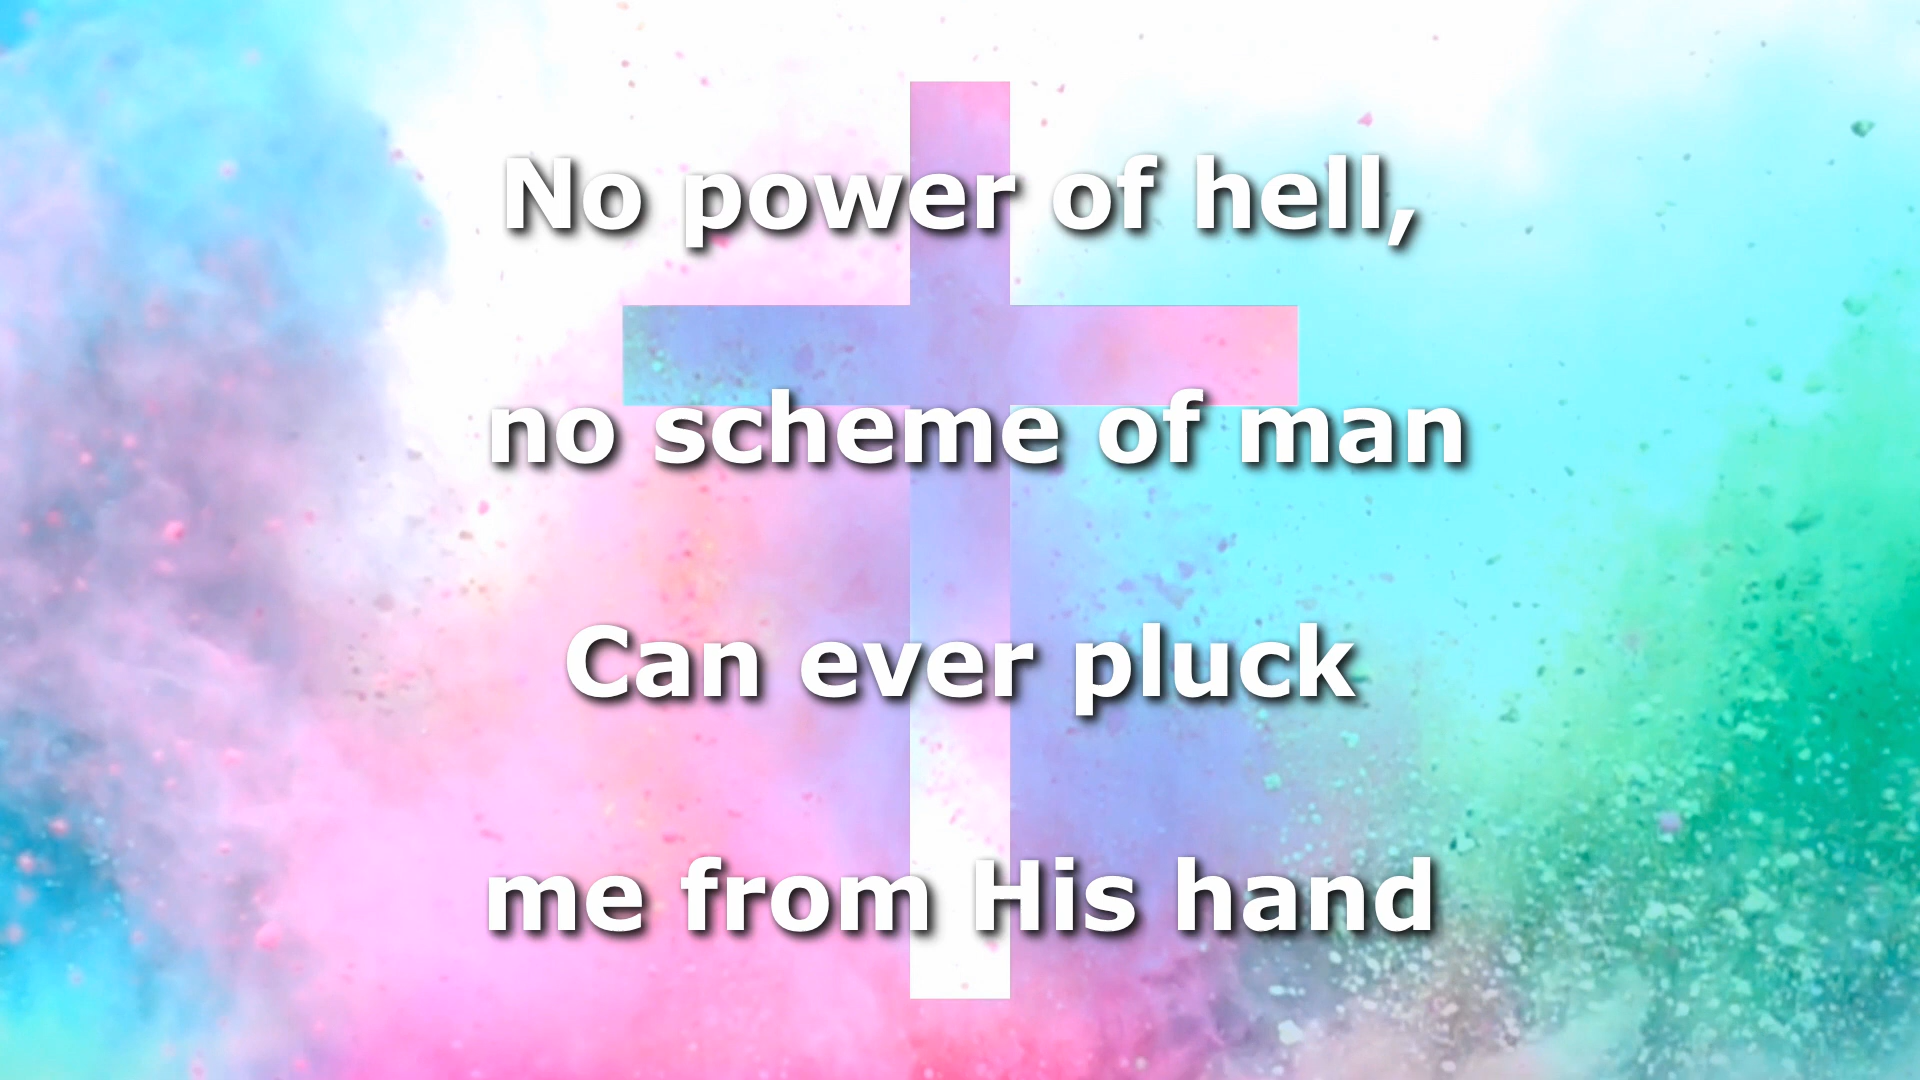 No power of hell,
no scheme of man
Can ever pluck
me from His hand